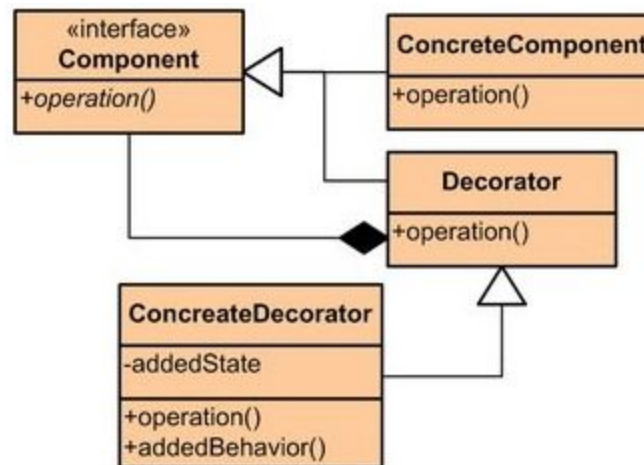 «interface»
Component
+operation()
ConcreteComponent
+operation()
Decorator
+operation()
ConcreateDecorator
-addedState
+operation()
+addedBehavior()